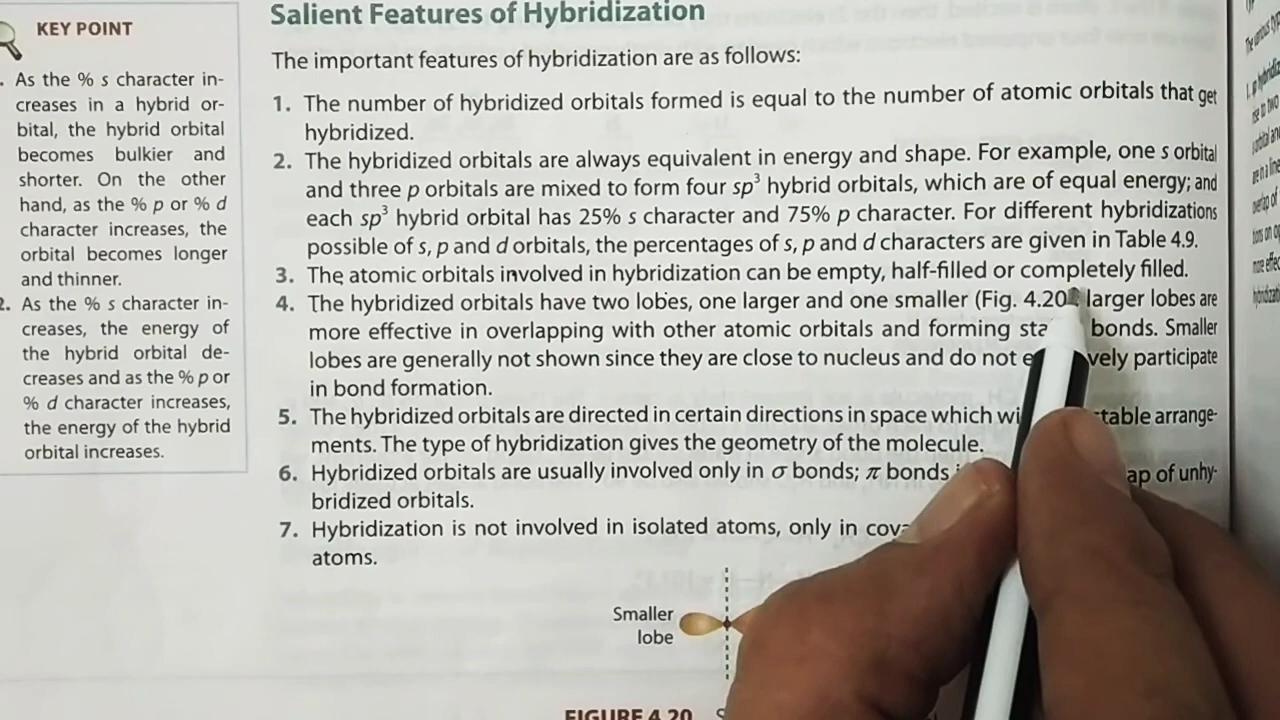 KEY POINT
. As the % s character in-
creases in a hybrid or-
bital, the hybrid orbital
becomes bulkier and
shorter. On the other
hand, as the % p or % d
character increases, the
orbital becomes longer
and thinner.
2. As the % s character in-
creases, the energy of
the hybrid orbital de-
creases and as the % p or
% d character increases,
the energy of the hybrid
orbital increases.
Salient Features of Hybridization
The important features of hybridization are as follows:
1. The number of hybridized orbitals formed is equal to the number of atomic orbitals that get
hybridized.
2. The hybridized orbitals are always equivalent in energy and shape. For example, one s orbital
and three p orbitals are mixed to form four sp³ hybrid orbitals, which are of equal energy; and
each sp³ hybrid orbital has 25% s character and 75% p character. For different hybridizations
possible of s, p and d orbitals, the percentages of s, p and d characters are given in Table 4.9.
3. The atomic orbitals involved in hybridization can be empty, half-filled or completely filled.
4. The hybridized orbitals have two lobes, one larger and one smaller (Fig. 4.20 larger lobes are
more effective in overlapping with other atomic orbitals and forming sta bonds. Smaller
lobes are generally not shown since they are close to nucleus and do not e vely participate
in bond formation.
5. The hybridized orbitals are directed in certain directions in space which wi table arrange-
ments. The type of hybridization gives the geometry of the molecule.
6. Hybridized orbitals are usually involved only in σ bonds; π bonds ap of unhy-
bridized orbitals.
7. Hybridization is not involved in isolated atoms, only in cov
atoms.
Smaller
lobe
FIGURE 4.20